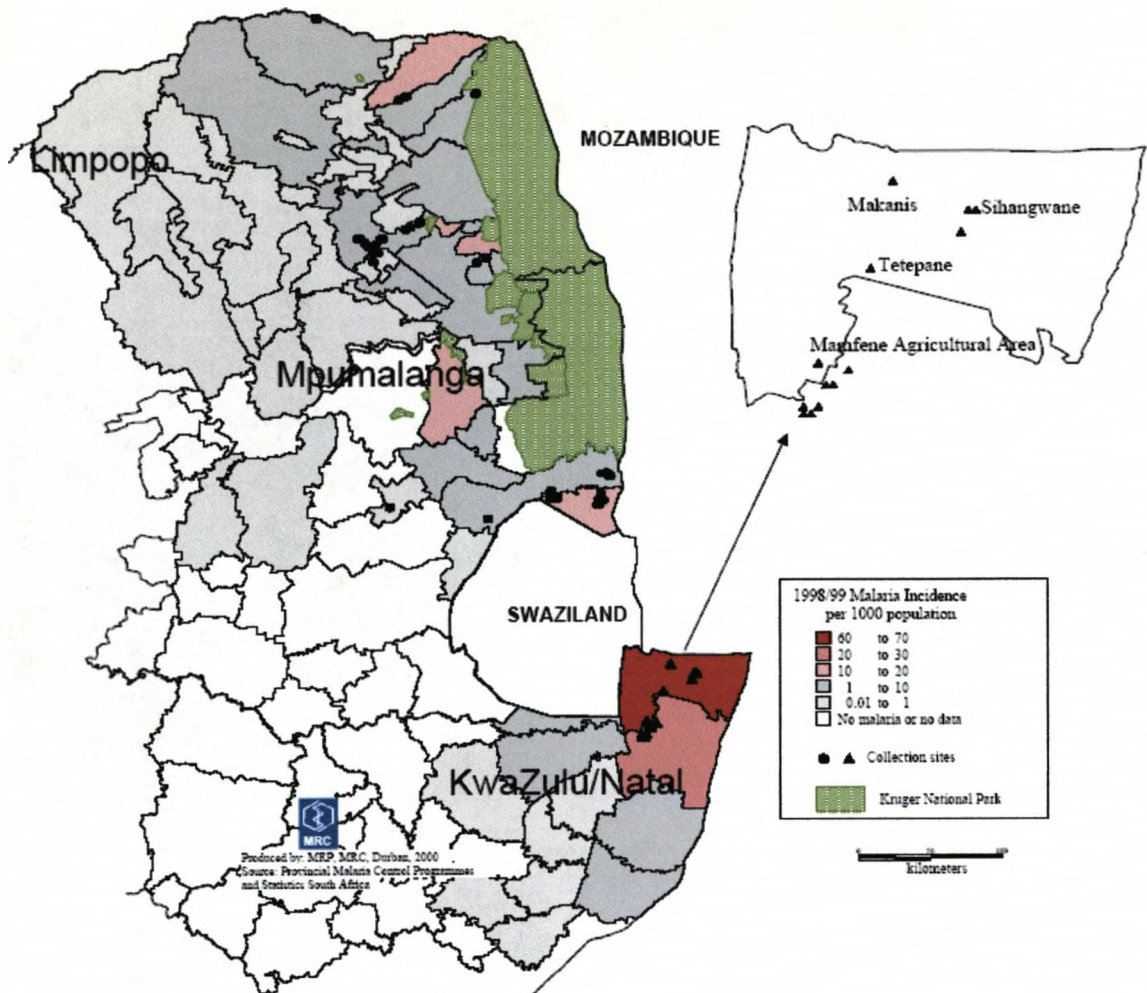 MOZAMBIQUE
Limpopo
Makanis
Sihangwane
Tetepane
Mamfene Agricultural Area
Mpumalanga
SWAZILAND
1998/99 Malaria Incidence
per 1000 population
60 to 70
20 to 30
10 to 20
1 to 10
0.01 to 1
No malaria or no data
Collection sites
Kruger National Park
kilometers
KwaZulu/Natal
MRC
Produced by: MRP, MRC, Durban, 2000
Source: Provincial Malaria Control Programmes
and Statistics South Africa